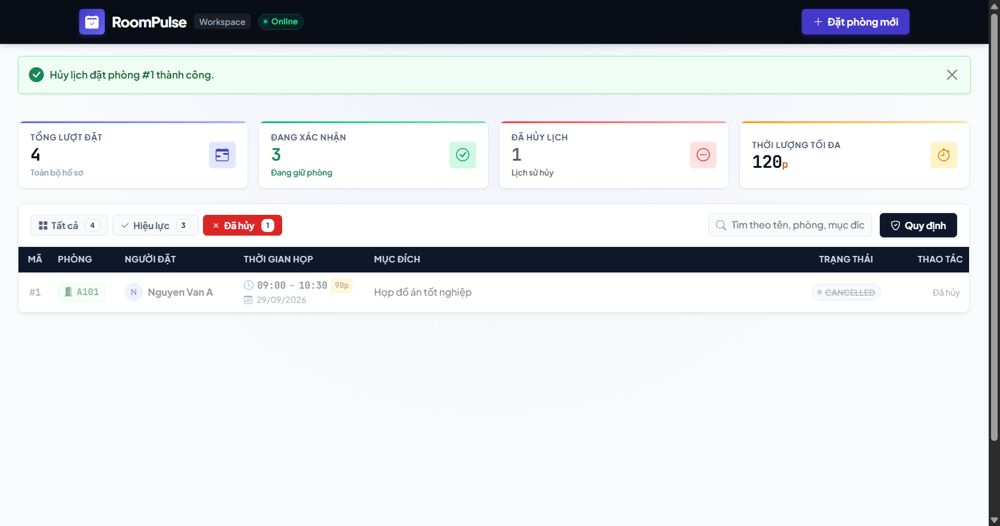 RoomPulse Workspace Online Đặt phòng mới
Hủy lịch đặt phòng #1 thành công.
TỔNG LƯỢT ĐẶT
4
Toàn bộ hồ sơ
ĐANG XÁC NHẬN
3
Đang giữ phòng
ĐÃ HỦY LỊCH
1
Lịch sử hủy
THỜI LƯỢNG TỐI ĐA
120p
Tất cả 4 Hiệu lực 3 Đã hủy 1 Tìm theo tên, phòng, mục đíc Quy định
MÃ PHÒNG NGƯỜI ĐẶT THỜI GIAN HỌP MỤC ĐÍCH TRẠNG THÁI THAO TÁC
#1 A101 N Nguyen Van A 09:00 – 10:30 90p Họp đồ án tốt nghiệp CANCELLED Đã hủy
29/09/2026